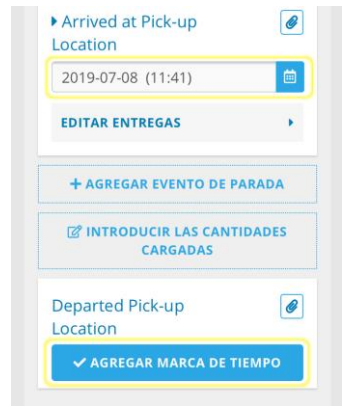 Arrived at Pick-up
Location
2019-07-08 (11:41)
EDITAR ENTREGAS
+ AGREGAR EVENTO DE PARADA
INTRODUCIR LAS CANTIDADES
CARGADAS
Departed Pick-up
Location
AGREGAR MARCA DE TIEMPO